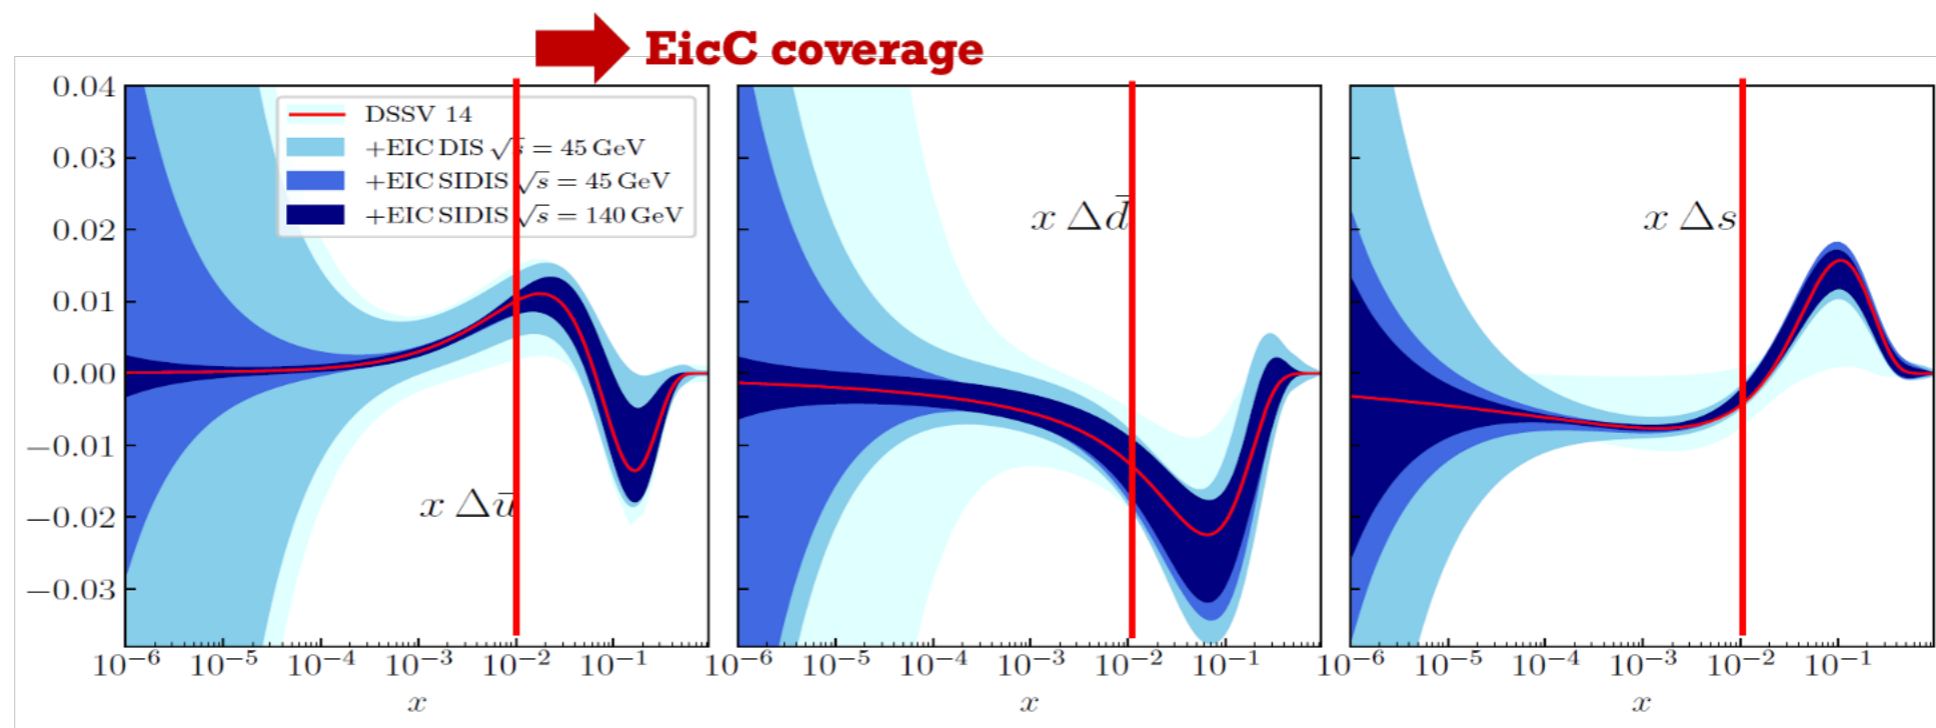 EicC coverage
0.04
0.03
0.02
0.01
0.00
−0.01
−0.02
−0.03
DSSV 14
+EIC DIS √s = 45 GeV
+EIC SIDIS √s = 45 GeV
+EIC SIDIS √s = 140 GeV
x Δū
x Δd̄
x Δs
10⁻⁶ 10⁻⁵ 10⁻⁴ 10⁻³ 10⁻² 10⁻¹ 1
10⁻⁶ 10⁻⁵ 10⁻⁴ 10⁻³ 10⁻² 10⁻¹ 1
10⁻⁶ 10⁻⁵ 10⁻⁴ 10⁻³ 10⁻² 10⁻¹
x
x
x